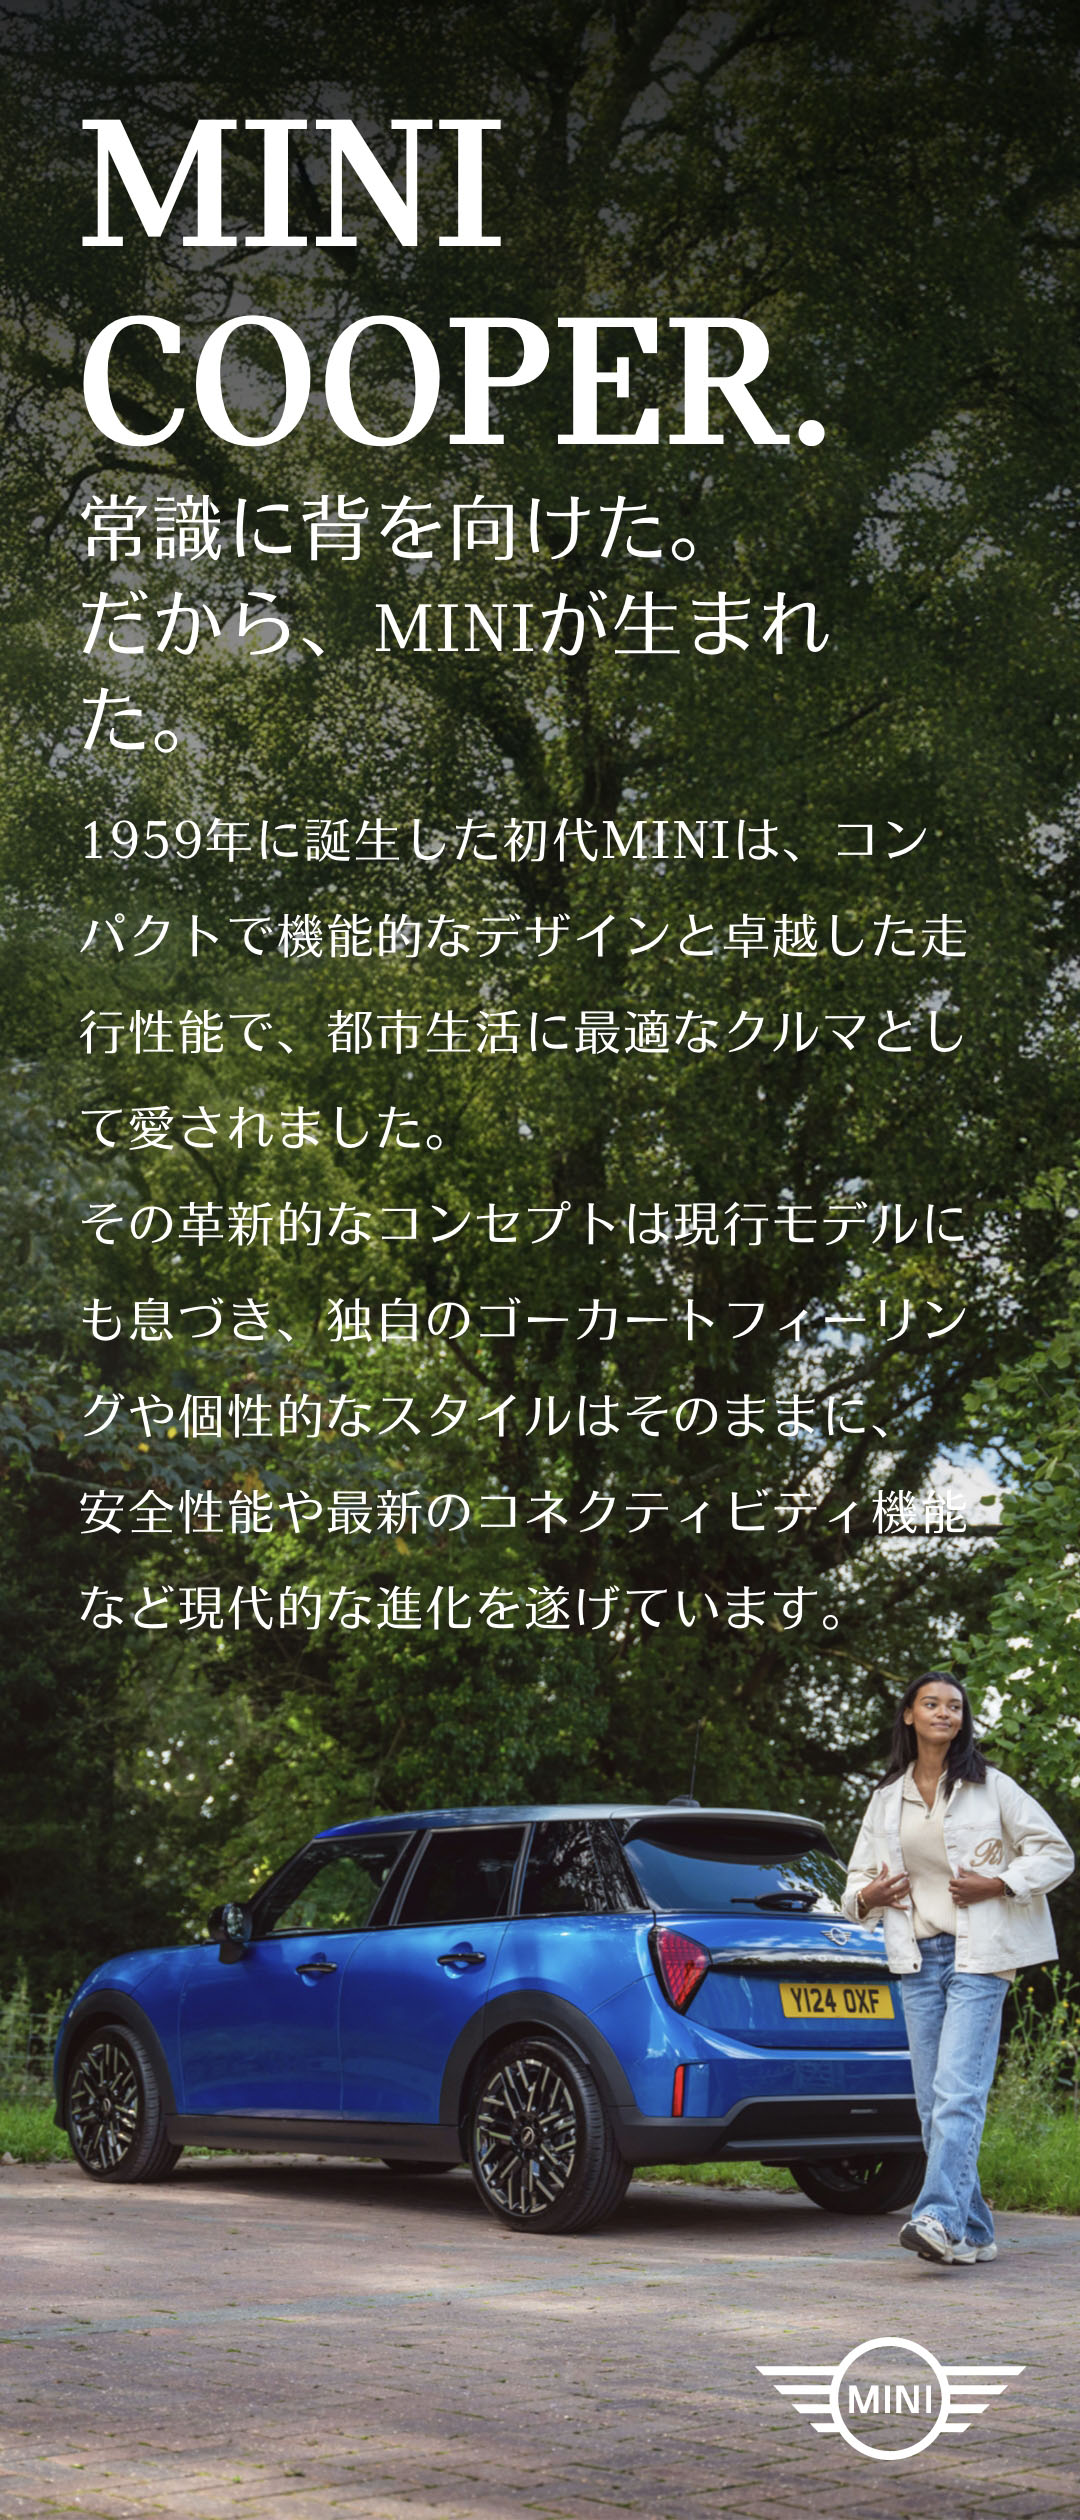 MINI
COOPER.
常識に背を向けた。
だから、MINIが生まれ
た。
1959年に誕生した初代MINIは、コン
パクトで機能的なデザインと卓越した走
行性能で、都市生活に最適なクルマとし
て愛されました。
その革新的なコンセプトは現行モデルに
も息づき、独自のゴーカートフィーリン
グや個性的なスタイルはそのままに、
安全性能や最新のコネクティビティ機能
など現代的な進化を遂げています。
YI24 OXF
MINI